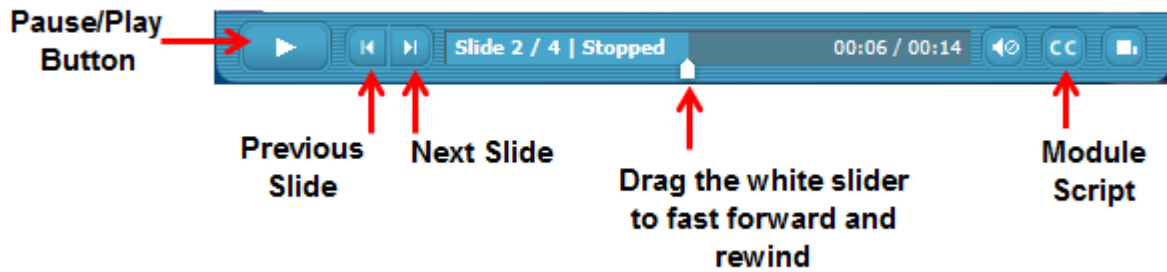 Pause/Play
Button
Slide 2 / 4 | Stopped
00:06 / 00:14
CC
Previous
Slide
Next Slide
Drag the white slider
to fast forward and
rewind
Module
Script